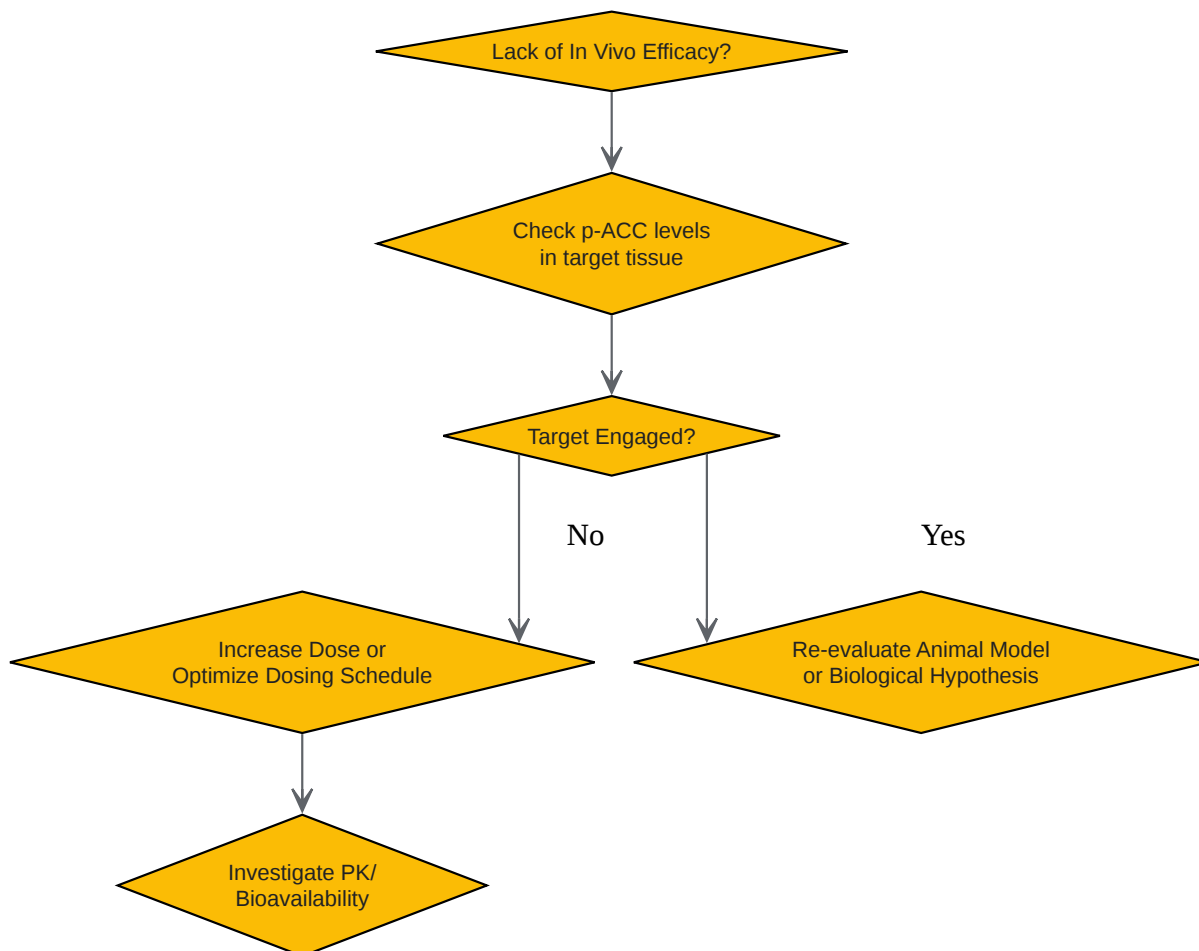 Lack of In Vivo Efficacy?
Check p-ACC levels
in target tissue
Target Engaged?
No
Yes
Increase Dose or
Optimize Dosing Schedule
Re-evaluate Animal Model
or Biological Hypothesis
Investigate PK/
Bioavailability